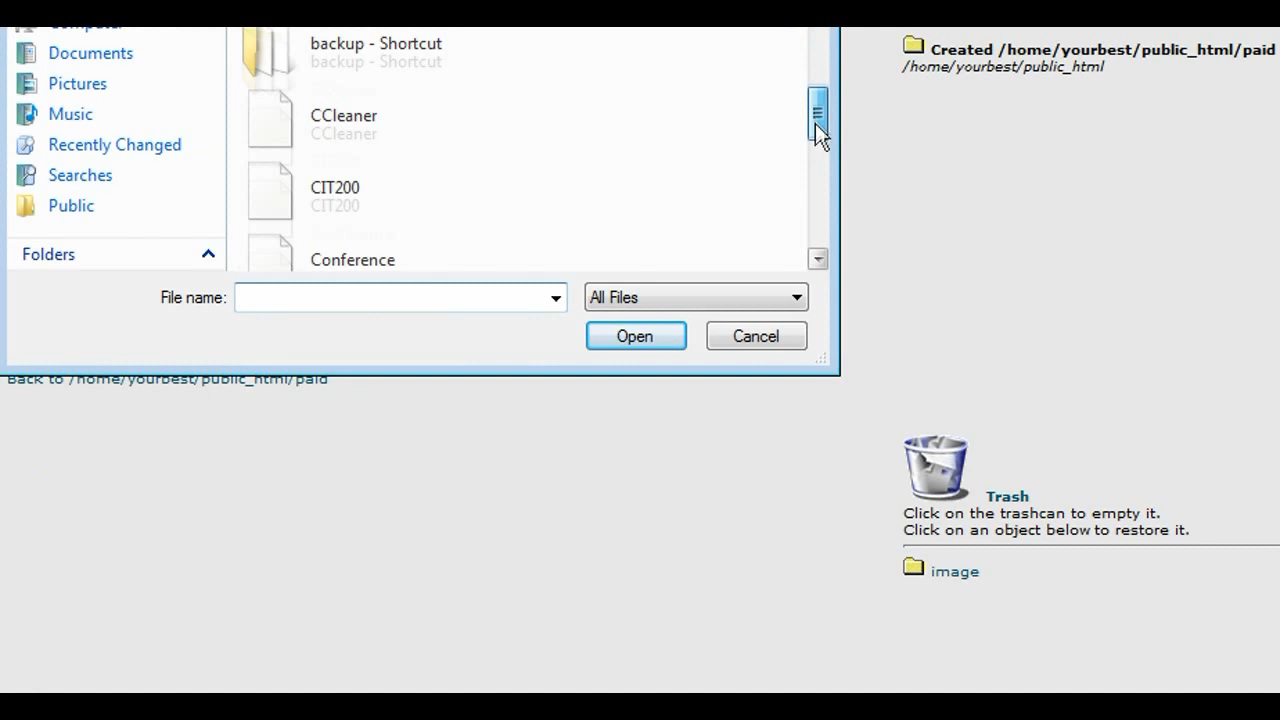 Computer
Documents
Pictures
Music
Recently Changed
Searches
Public
Folders
backup - Shortcut
backup - Shortcut
CCleaner
CCleaner
CIT200
CIT200
Conference
File name:
All Files
Open
Cancel
Back to /home/yourbest/public_html/paid
Created /home/yourbest/public_html/paid
/home/yourbest/public_html
Trash
Click on the trashcan to empty it.
Click on an object below to restore it.
image